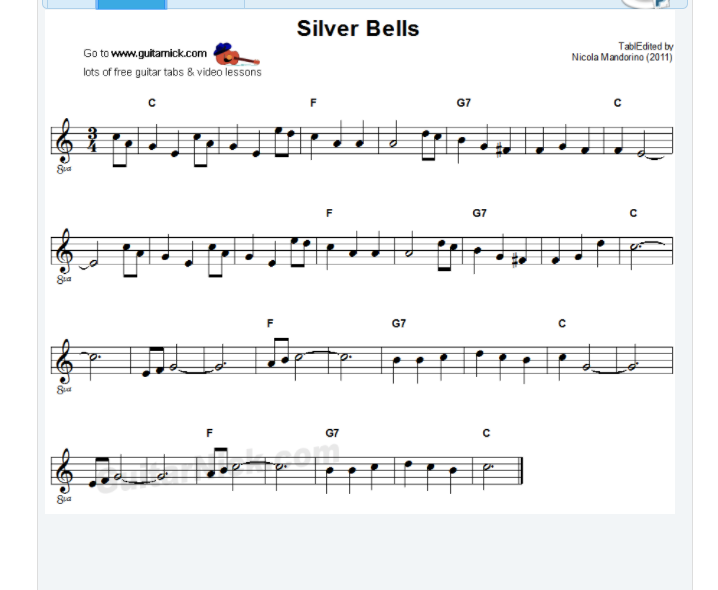 Silver Bells
Go to www.guitarnick.com
lots of free guitar tabs & video lessons
TablEdited by
Nicola Mandorino (2011)
C F G7 C
3
4
8va
F G7 C
8va
F G7 C
8va
F G7 C
8va
GuitarNick.com